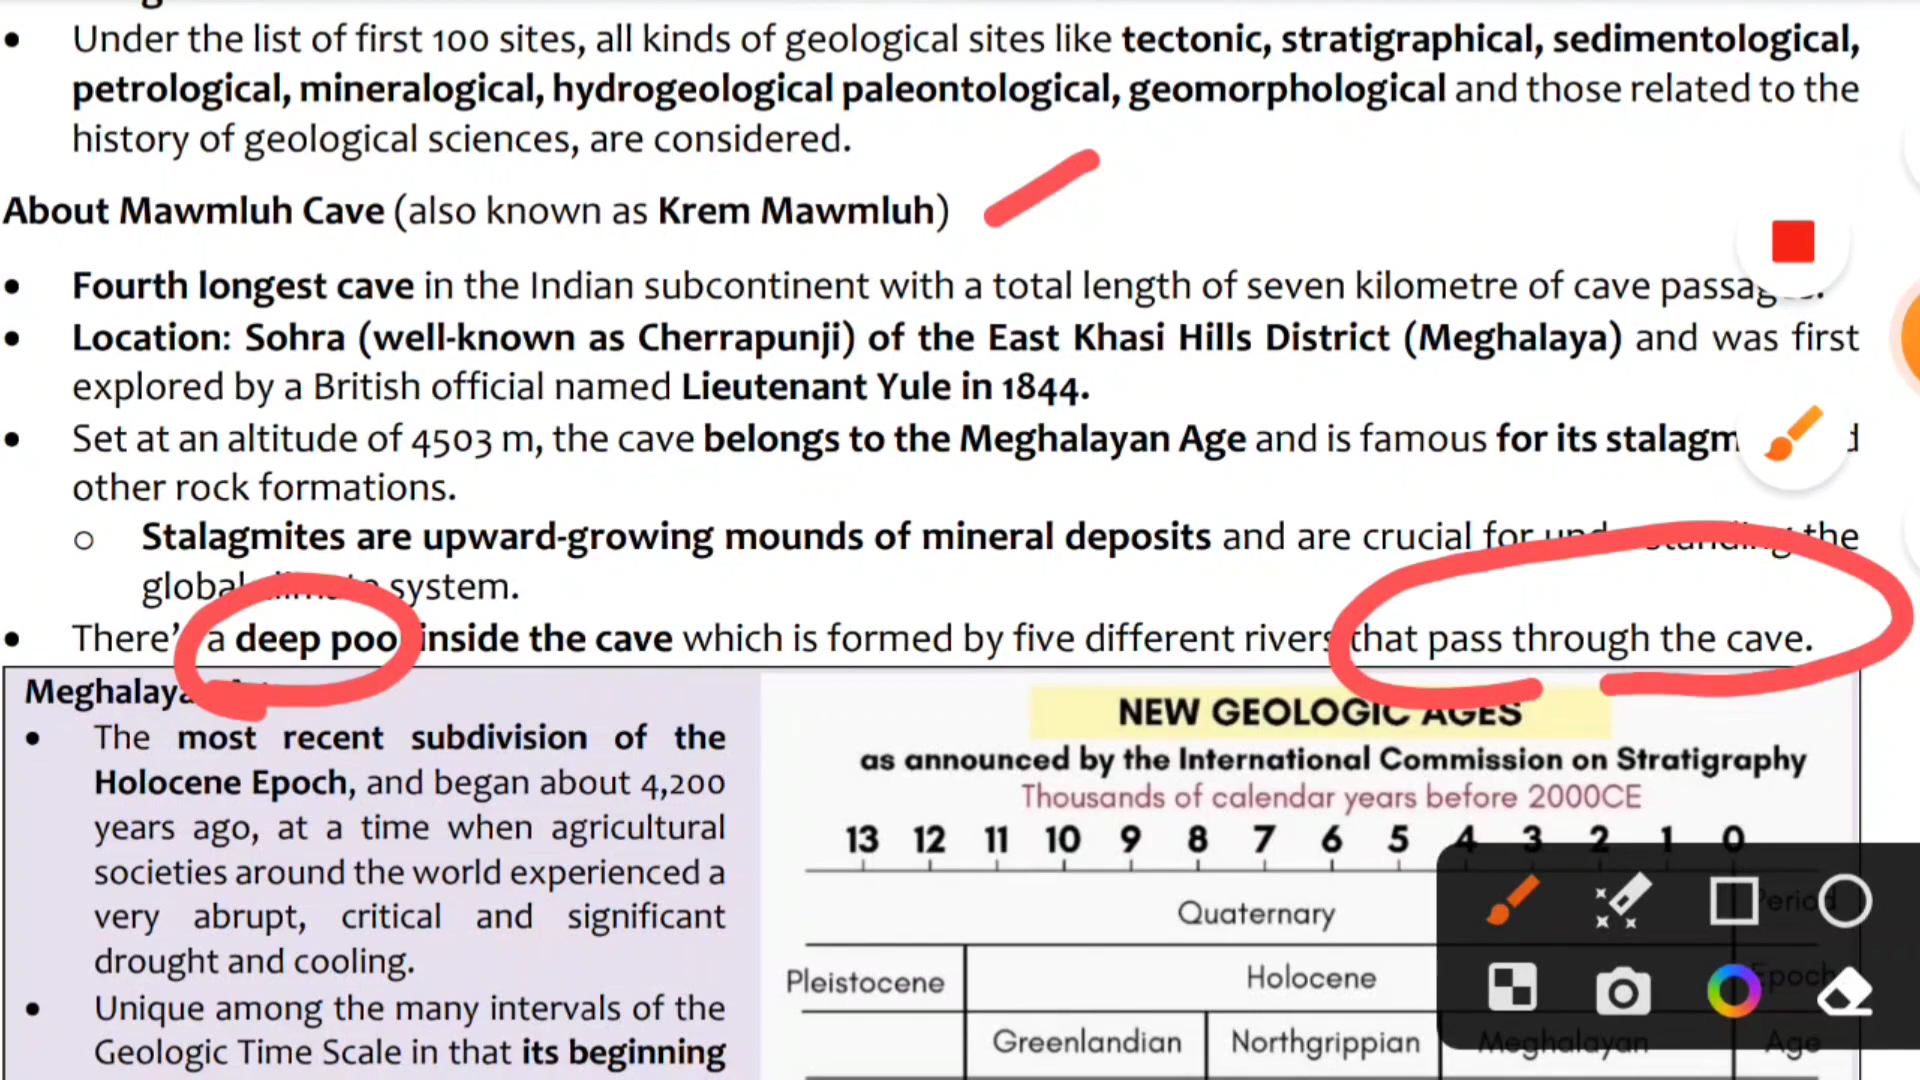 • Under the list of first 100 sites, all kinds of geological sites like tectonic, stratigraphical, sedimentological,
petrological, mineralogical, hydrogeological paleontological, geomorphological and those related to the
history of geological sciences, are considered.
About Mawmluh Cave (also known as Krem Mawmluh)
• Fourth longest cave in the Indian subcontinent with a total length of seven kilometre of cave
• Location: Sohra (well-known as Cherrapunji) of the East Khasi Hills District (Meghalaya) and was first
explored by a British official named Lieutenant Yule in 1844.
• Set at an altitude of 4503 m, the cave belongs to the Meghalayan Age and is famous for its
other rock formations.
o Stalagmites are upward-growing mounds of mineral deposits and are crucial for understanding the
global climate system.
• There's a deep pool inside the cave which is formed by five different rivers that pass through the cave.
Meghalayan
• The most recent subdivision of the
Holocene Epoch, and began about 4,200
years ago, at a time when agricultural
societies around the world experienced a
very abrupt, critical and significant
drought and cooling.
• Unique among the many intervals of the
Geologic Time Scale in that its beginning
NEW GEOLOGIC AGES
as announced by the International Commission on Stratigraphy
Thousands of calendar years before 2000CE
13 12 11 10 9 8 7 6 5 4 3 2 1 0
Quaternary Period
Pleistocene Holocene Epoch
Greenlandian Northgrippian Meghalayan Age